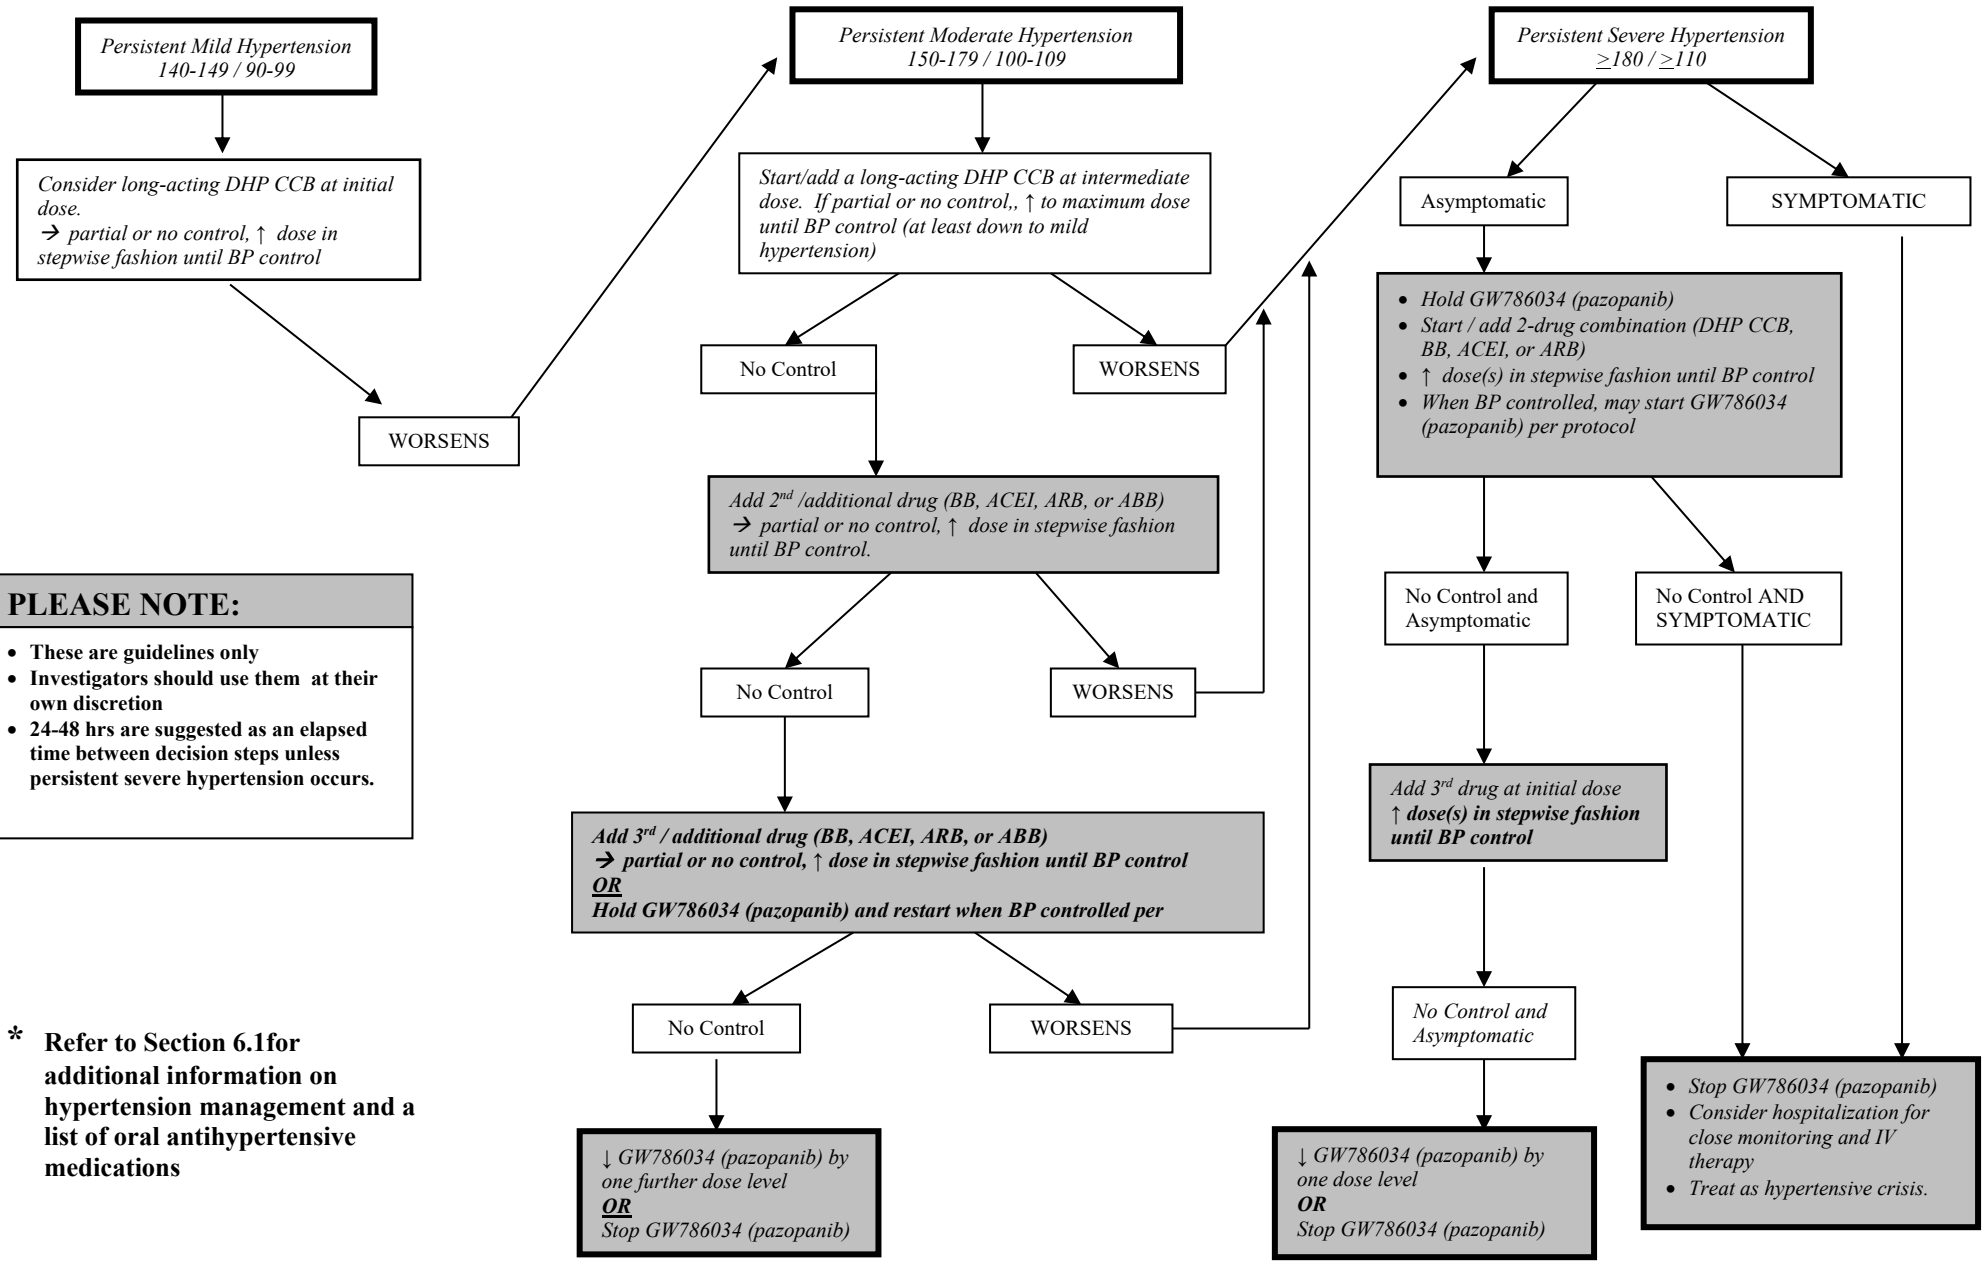 Persistent Mild Hypertension
140-149 / 90-99
Consider long-acting DHP CCB at initial
dose.
→ partial or no control, ↑ dose in
stepwise fashion until BP control
WORSENS
PLEASE NOTE:
• These are guidelines only
• Investigators should use them at their
own discretion
• 24-48 hrs are suggested as an elapsed
time between decision steps unless
persistent severe hypertension occurs.
* Refer to Section 6.1for
additional information on
hypertension management and a
list of oral antihypertensive
medications
Persistent Moderate Hypertension
150-179 / 100-109
Start/add a long-acting DHP CCB at intermediate
dose. If partial or no control,, ↑ to maximum dose
until BP control (at least down to mild
hypertension)
No Control
WORSENS
Add 2nd /additional drug (BB, ACEI, ARB, or ABB)
→ partial or no control, ↑ dose in stepwise fashion
until BP control.
No Control
WORSENS
Add 3rd / additional drug (BB, ACEI, ARB, or ABB)
→ partial or no control, ↑ dose in stepwise fashion until BP control
OR
Hold GW786034 (pazopanib) and restart when BP controlled per
No Control
WORSENS
↓ GW786034 (pazopanib) by
one further dose level
OR
Stop GW786034 (pazopanib)
Persistent Severe Hypertension
≥180 / ≥110
Asymptomatic
SYMPTOMATIC
• Hold GW786034 (pazopanib)
• Start / add 2-drug combination (DHP CCB,
BB, ACEI, or ARB)
• ↑ dose(s) in stepwise fashion until BP control
• When BP controlled, may start GW786034
(pazopanib) per protocol
No Control and
Asymptomatic
No Control AND
SYMPTOMATIC
Add 3rd drug at initial dose
↑ dose(s) in stepwise fashion
until BP control
No Control and
Asymptomatic
↓ GW786034 (pazopanib) by
one dose level
OR
Stop GW786034 (pazopanib)
• Stop GW786034 (pazopanib)
• Consider hospitalization for
close monitoring and IV
therapy
• Treat as hypertensive crisis.